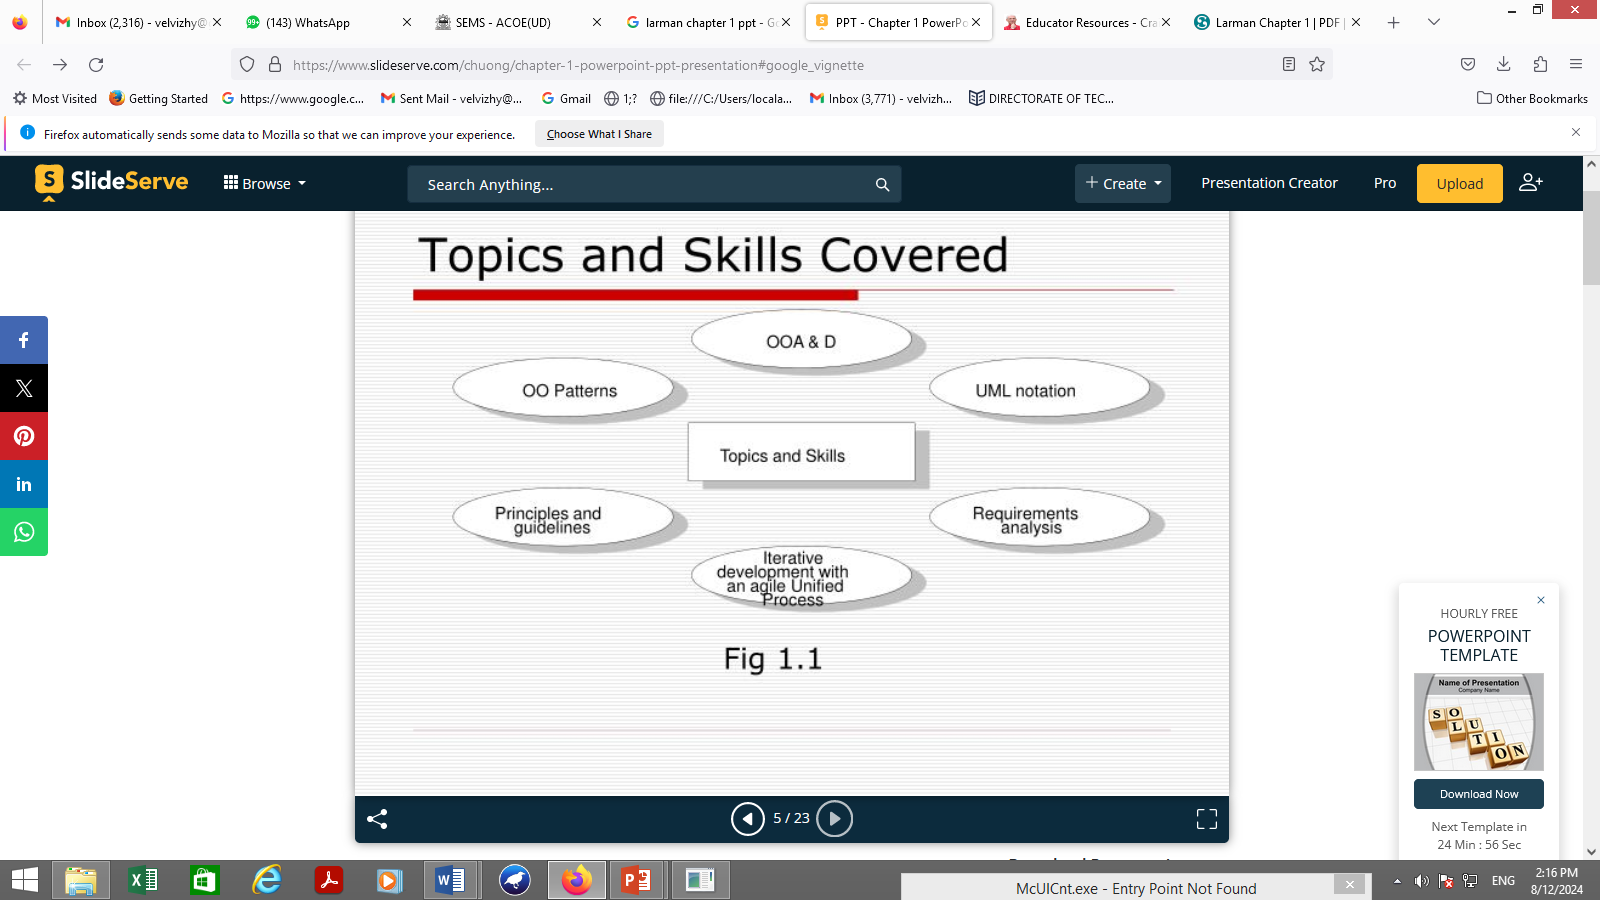 Inbox (2,316) - velvizhy@
(143) WhatsApp
SEMS - ACOE(UD)
larman chapter 1 ppt - Go
PPT - Chapter 1 PowerPo
Educator Resources - Cra
Larman Chapter 1 | PDF |
https://www.slideserve.com/chuong/chapter-1-powerpoint-ppt-presentation#google_vignette
Most Visited
Getting Started
https://www.google.c...
Sent Mail - velvizhy@...
Gmail
1;?
file:///C:/Users/locala...
Inbox (3,771) - velvizh...
DIRECTORATE OF TEC...
Other Bookmarks
Firefox automatically sends some data to Mozilla so that we can improve your experience.
Choose What I Share
S SlideServe
Browse
Search Anything...
Create
Presentation Creator
Pro
Upload
Topics and Skills Covered
OOA & D
OO Patterns
UML notation
Topics and Skills
Principles and
guidelines
Requirements
analysis
Iterative
development with
an agile Unified
Process
Fig 1.1
5 / 23
HOURLY FREE
POWERPOINT
TEMPLATE
Name of Presentation
Company Name
SOLUTION
Download Now
Next Template in
24 Min : 56 Sec
McUICnt.exe - Entry Point Not Found
ENG
2:16 PM
8/12/2024